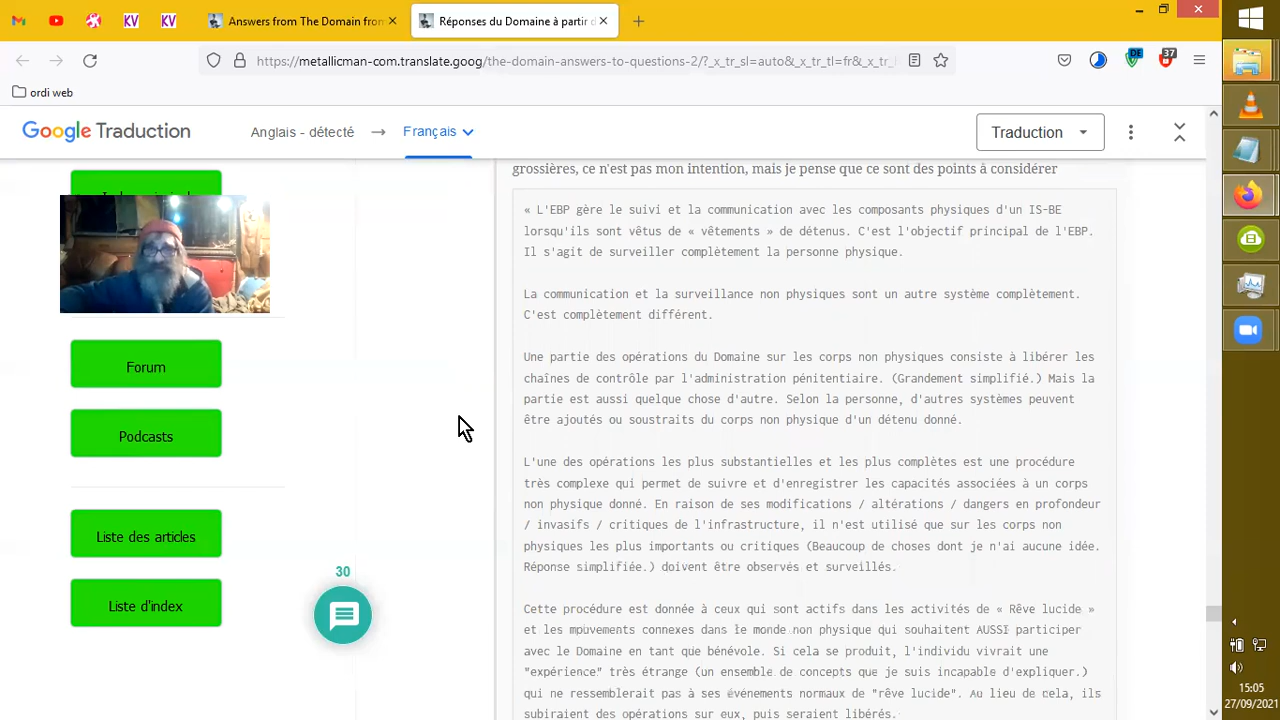 KV
KV
Answers from The Domain from
Réponses du Domaine à partir d
https://metallicman-com.translate.goog/the-domain-answers-to-questions-2/?_x_tr_sl=auto&_x_tr_tl=fr&_x_tr_l
DE
37
ordi web
Google Traduction
Anglais - détecté
Français
Traduction
grossières, ce n'est pas mon intention, mais je pense que ce sont des points à considérer
« L'EBP gère le suivi et la communication avec les composants physiques d'un IS-BE
lorsqu'ils sont vêtus de « vêtements » de détenus. C'est l'objectif principal de l'EBP.
Il s'agit de surveiller complètement la personne physique.
La communication et la surveillance non physiques sont un autre système complètement.
C'est complètement différent.
Une partie des opérations du Domaine sur les corps non physiques consiste à libérer les
chaînes de contrôle par l'administration pénitentiaire. (Grandement simplifié.) Mais la
partie est aussi quelque chose d'autre. Selon la personne, d'autres systèmes peuvent
être ajoutés ou soustraits du corps non physique d'un détenu donné.
L'une des opérations les plus substantielles et les plus complètes est une procédure
très complexe qui permet de suivre et d'enregistrer les capacités associées à un corps
non physique donné. En raison de ses modifications / altérations / dangers en profondeur
/ invasifs / critiques de l'infrastructure, il n'est utilisé que sur les corps non
physiques les plus importants ou critiques (Beaucoup de choses dont je n'ai aucune idée.
Réponse simplifiée.) doivent être observés et surveillés.
Cette procédure est donnée à ceux qui sont actifs dans les activités de « Rêve lucide »
et les mouvements connexes dans le monde non physique qui souhaitent AUSSI participer
avec le Domaine en tant que bénévole. Si cela se produit, l'individu vivrait une
"expérience" très étrange (un ensemble de concepts que je suis incapable d'expliquer.)
qui ne ressemblerait pas à ses événements normaux de "rêve lucide". Au lieu de cela, ils
subiraient des opérations sur eux, puis seraient libérés.
Forum
Podcasts
Liste des articles
Liste d'index
30
15:05
27/09/2021